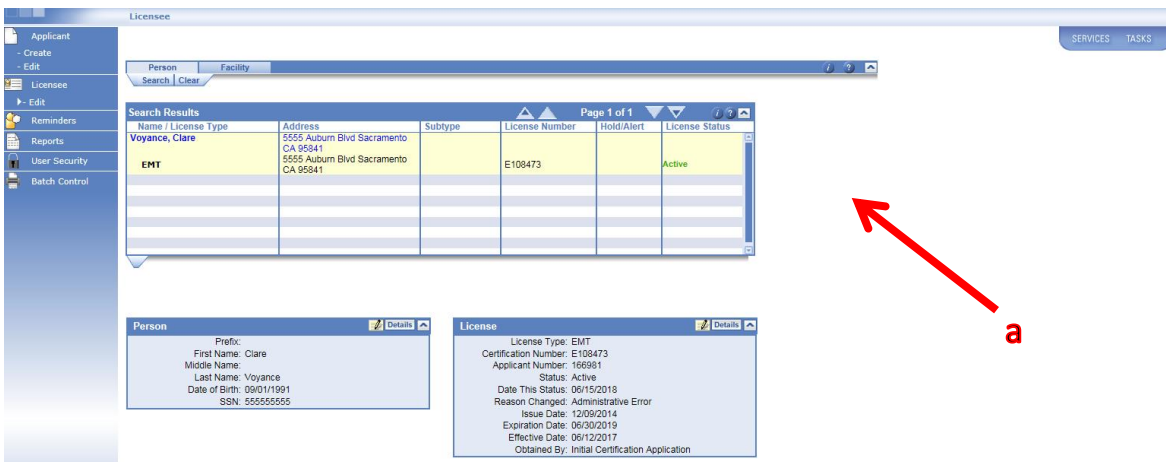 Licensee
SERVICES TASKS
Applicant
- Create
- Edit
Licensee
- Edit
Reminders
Reports
User Security
Batch Control
Person Facility
Search Clear
Search Results Page 1 of 1
Name / License Type Address Subtype License Number Hold/Alert License Status
Voyance, Clare 5555 Auburn Blvd Sacramento
CA 95841
EMT 5555 Auburn Blvd Sacramento E108473 Active
CA 95841
a
Person Details
Prefix:
First Name: Clare
Middle Name:
Last Name: Voyance
Date of Birth: 09/01/1991
SSN: 555555555
License Details
License Type: EMT
Certification Number: E108473
Applicant Number: 166981
Status: Active
Date This Status: 06/15/2018
Reason Changed: Administrative Error
Issue Date: 12/09/2014
Expiration Date: 06/30/2019
Effective Date: 06/12/2017
Obtained By: Initial Certification Application